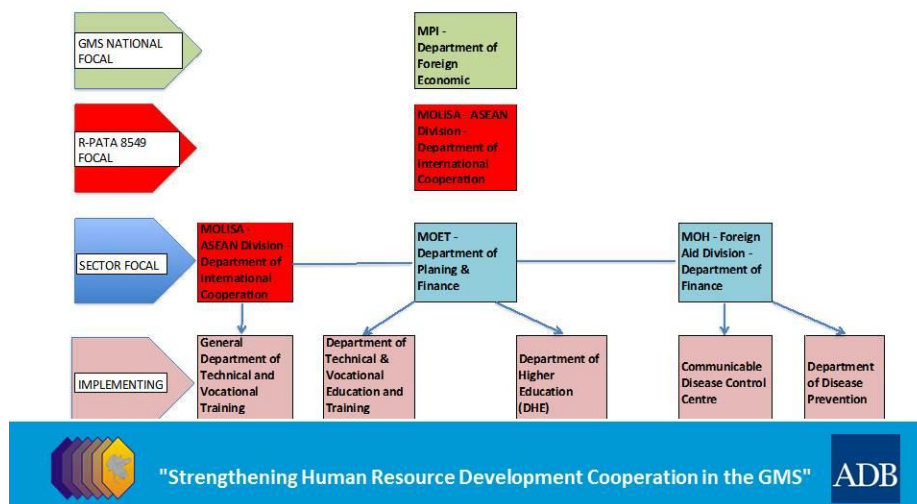 GMS NATIONAL
FOCAL
MPI -
Department of
Foreign
Economic
R-PATA 8549
FOCAL
MOLISA - ASEAN
Division -
Department of
International
Cooperation
SECTOR FOCAL
MOLISA -
ASEAN Division -
Department of
International
Cooperation
MOET -
Department of
Planing &
Finance
MOH - Foreign
Aid Division -
Department of
Finance
IMPLEMENTING
General
Department of
Technical and
Vocational
Training
Department of
Technical &
Vocational
Education and
Training
Department of
Higher
Education
(DHE)
Communicable
Disease Control
Centre
Department
of Disease
Prevention
"Strengthening Human Resource Development Cooperation in the GMS"
ADB